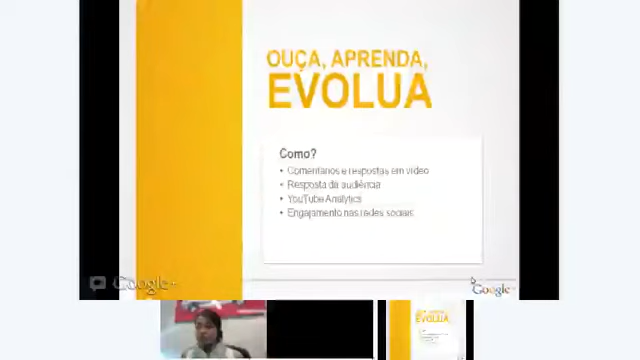 OUÇA, APRENDA,
EVOLUA
Como?
• Comentários e respostas em vídeo
• Resposta da audiência
• YouTube Analytics
• Engajamento nas redes sociais
Google+
Google+
EVOLUA